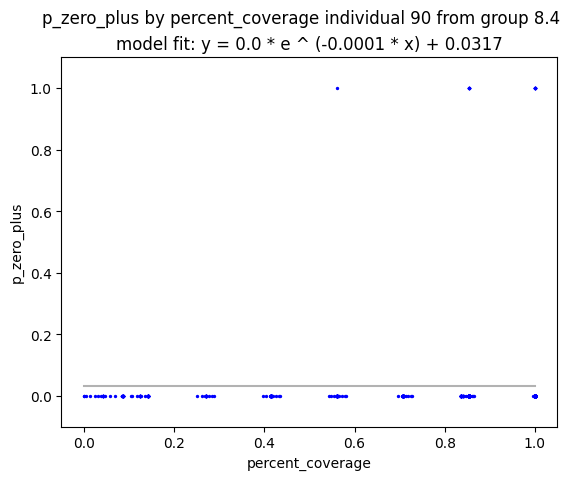 p_zero_plus by percent_coverage individual 90 from group 8.4
model fit: y = 0.0 * e ^ (-0.0001 * x) + 0.0317
1.0
0.8
0.6
0.4
0.2
0.0
p_zero_plus
0.0 0.2 0.4 0.6 0.8 1.0
percent_coverage